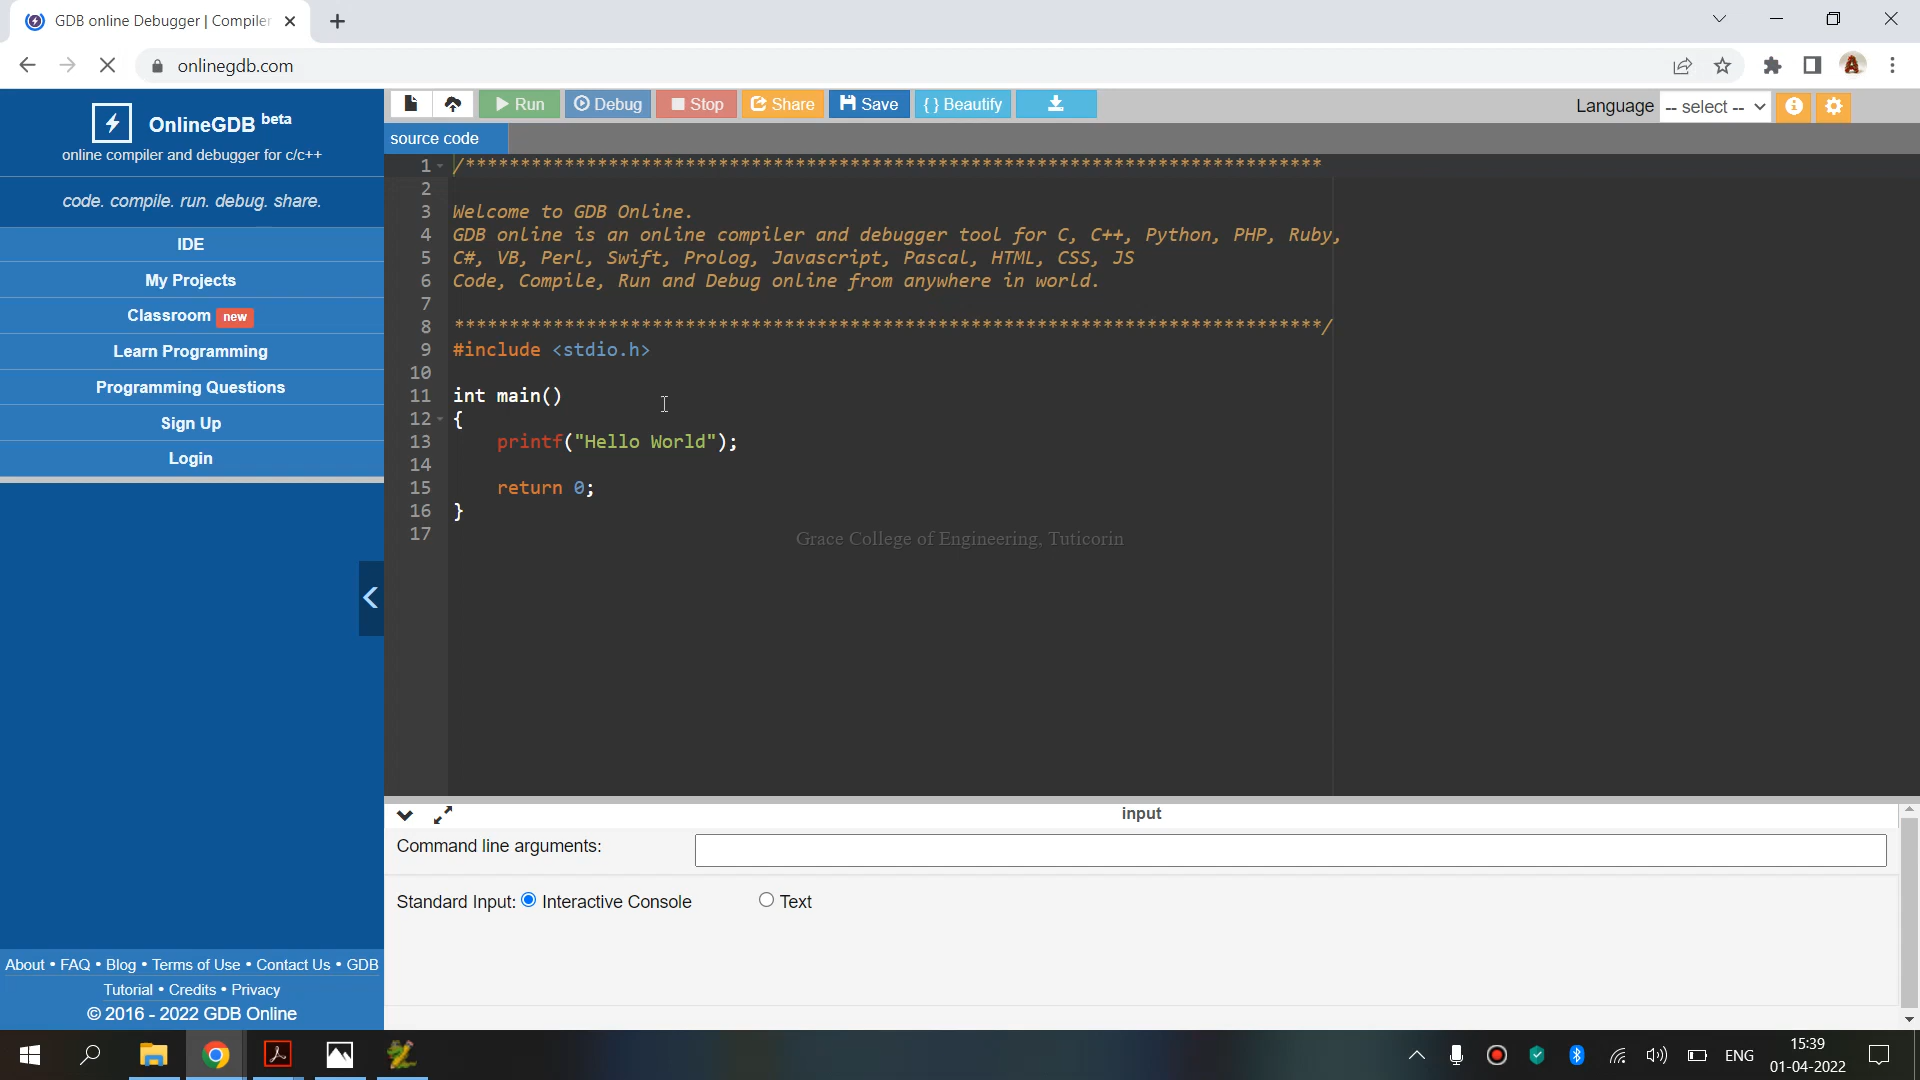 GDB online Debugger | Compiler
onlinegdb.com
OnlineGDB beta
online compiler and debugger for c/c++
code. compile. run. debug. share.
IDE
My Projects
Classroom new
Learn Programming
Programming Questions
Sign Up
Login
About • FAQ • Blog • Terms of Use • Contact Us • GDB
Tutorial • Credits • Privacy
© 2016 - 2022 GDB Online
Run Debug Stop Share Save { } Beautify
Language -- select --
source code
1 /******************************************************************************
2
3 Welcome to GDB Online.
4 GDB online is an online compiler and debugger tool for C, C++, Python, PHP, Ruby,
5 C#, VB, Perl, Swift, Prolog, Javascript, Pascal, HTML, CSS, JS
6 Code, Compile, Run and Debug online from anywhere in world.
7
8 *******************************************************************************/
9 #include <stdio.h>
10
11 int main()
12 {
13     printf("Hello World");
14
15     return 0;
16 }
17
Grace College of Engineering, Tuticorin
input
Command line arguments:
Standard Input: Interactive Console Text
ENG
15:39
01-04-2022